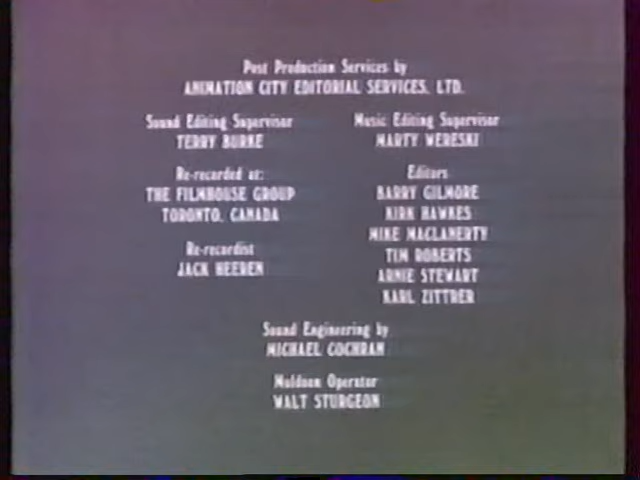 Post Production Services by
ANIMATION CITY EDITORIAL SERVICES, LTD.
Sound Editing Supervisor
TERRY BURKE
Re-recorded at:
THE FILMHOUSE GROUP
TORONTO, CANADA
Re-recordist
JACK HEEREN
Music Editing Supervisor
MARTY WERESKI
Editors
BARRY GILMORE
KIRK HAWKES
MIKE MACLAHERTY
TIM ROBERTS
ARNIE STEWART
KARL ZITTRER
Sound Engineering by
MICHAEL COCHRAN
Muldoon Operator
WALT STURGEON